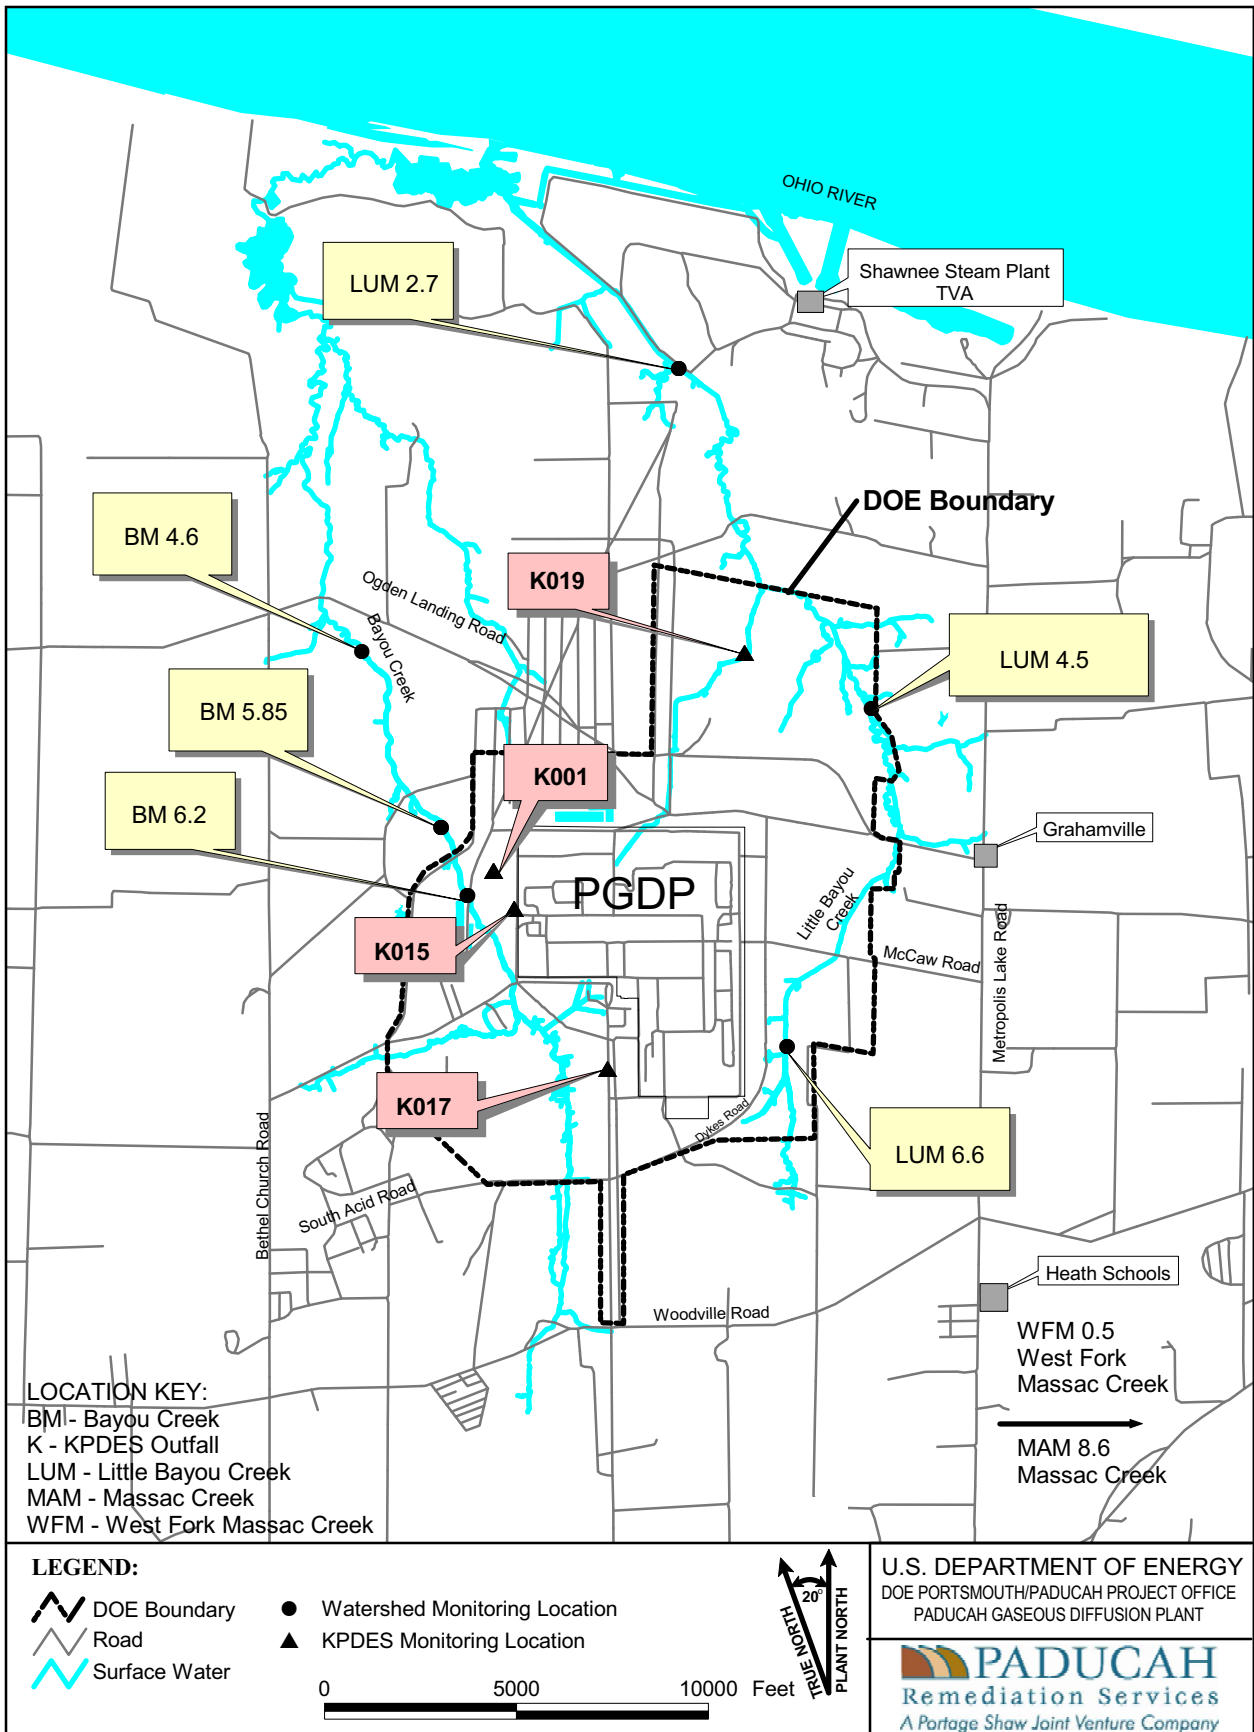 OHIO RIVER
Shawnee Steam Plant
TVA
LUM 2.7
DOE Boundary
BM 4.6
K019
Ogden Landing Road
Bayou Creek
LUM 4.5
BM 5.85
K001
BM 6.2
Grahamville
PGDP
Little Bayou
Creek
K015
McCaw Road
Metropolis Lake Road
K017
Dykes Road
LUM 6.6
Bethel Church Road
South Acid Road
Heath Schools
Woodville Road
WFM 0.5
West Fork
Massac Creek
MAM 8.6
Massac Creek
LOCATION KEY:
BM - Bayou Creek
K - KPDES Outfall
LUM - Little Bayou Creek
MAM - Massac Creek
WFM - West Fork Massac Creek
LEGEND:
DOE Boundary
Road
Surface Water
Watershed Monitoring Location
KPDES Monitoring Location
0 5000 10000 Feet
20°
TRUE NORTH
PLANT NORTH
U.S. DEPARTMENT OF ENERGY
DOE PORTSMOUTH/PADUCAH PROJECT OFFICE
PADUCAH GASEOUS DIFFUSION PLANT
PADUCAH
Remediation Services
A Portage Shaw Joint Venture Company